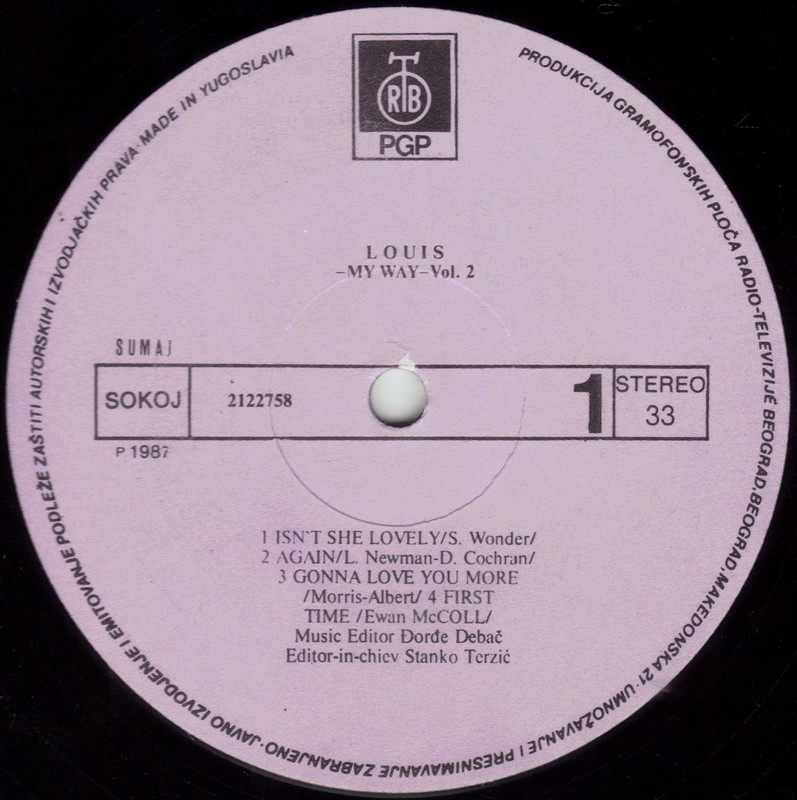 RTB
PGP
LOUIS
–MY WAY–Vol. 2
SUMAJ
SOKOJ
2122758
1
STEREO
33
P 1987
1 ISN'T SHE LOVELY/S. Wonder/
2 AGAIN/L. Newman-D. Cochran/
3 GONNA LOVE YOU MORE
/Morris-Albert/ 4 FIRST
TIME /Ewan McCOLL/
Music Editor Đorđe Debač
Editor-in-chiev Stanko Terzić
PRODUKCIJA GRAMOFONSKIH PLOČA RADIO-TELEVIZIJE BEOGRAD, BEOGRAD, MAKEDONSKA 21 · UMNOŽAVANJE I PRESNIMAVANJE ZABRANJENO · JAVNO IZVODJENJE I EMITOVANJE PODLEŽE ZAŠTITI AUTORSKIH I IZVODJAČKIH PRAVA · MADE IN YUGOSLAVIA